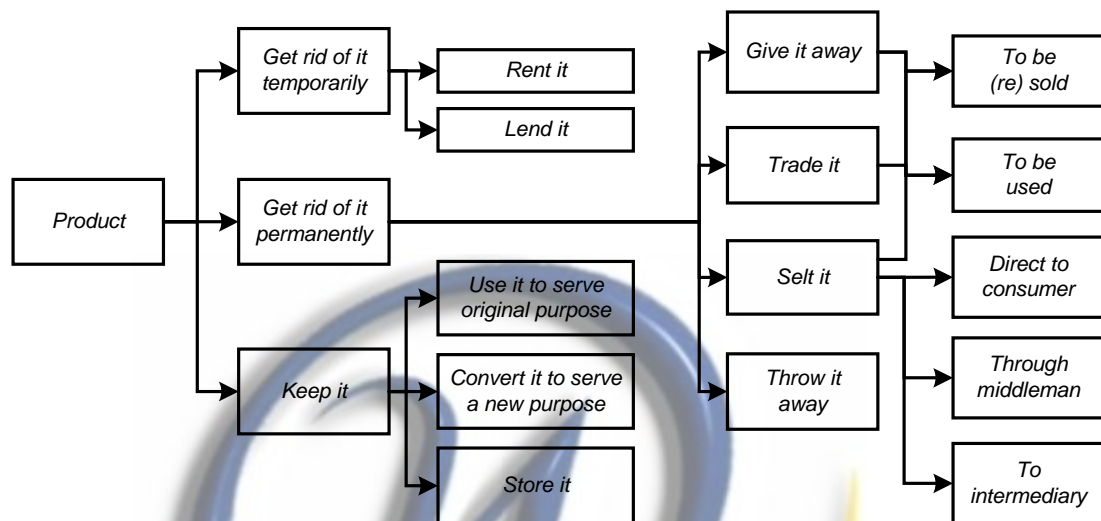 Product
Get rid of it
temporarily
Rent it
Lend it
Get rid of it
permanently
Keep it
Use it to serve
original purpose
Convert it to serve
a new purpose
Store it
Give it away
Trade it
Selt it
Throw it
away
To be
(re) sold
To be
used
Direct to
consumer
Through
middleman
To
intermediary